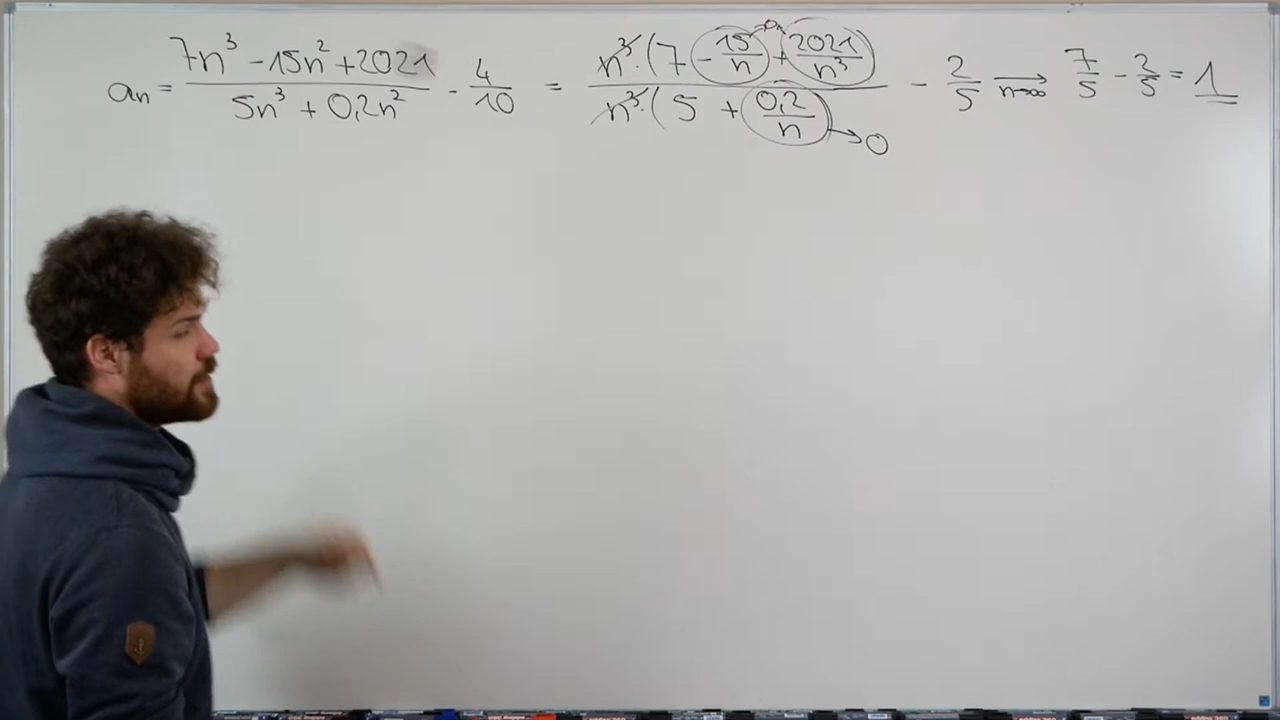 aₙ = (7n³ - 15n² + 2021)/(5n³ + 0,2n²) - 4/10 = (n³·(7 - 15/n + 2021/n³))/(n³·(5 + 0,2/n)) - 2/5 ⟶ n→∞ 7/5 - 2/5 = 1
→0